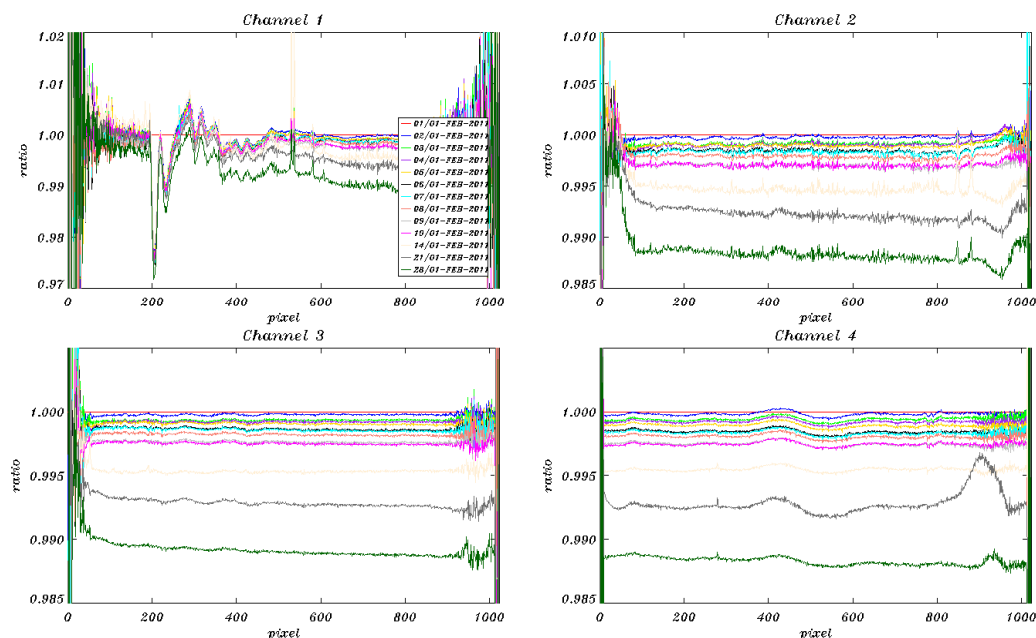 Channel 1
1.02
1.01
1.00
0.99
0.98
0.97
ratio
0
200
400
600
800
1000
pixel
01/01-FEB-2011
02/01-FEB-2011
03/01-FEB-2011
04/01-FEB-2011
05/01-FEB-2011
06/01-FEB-2011
07/01-FEB-2011
08/01-FEB-2011
09/01-FEB-2011
10/01-FEB-2011
14/01-FEB-2011
21/01-FEB-2011
28/01-FEB-2011
Channel 2
1.010
1.005
1.000
0.995
0.990
0.985
ratio
0
200
400
600
800
1000
pixel
Channel 3
1.000
0.995
0.990
0.985
ratio
0
200
400
600
800
1000
pixel
Channel 4
1.000
0.995
0.990
0.985
ratio
0
200
400
600
800
1000
pixel